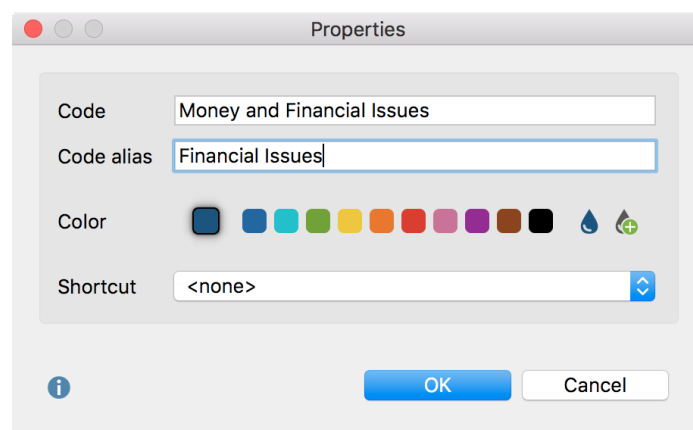 Properties
Code Money and Financial Issues
Code alias Financial Issues
Color
Shortcut <none>
OK Cancel